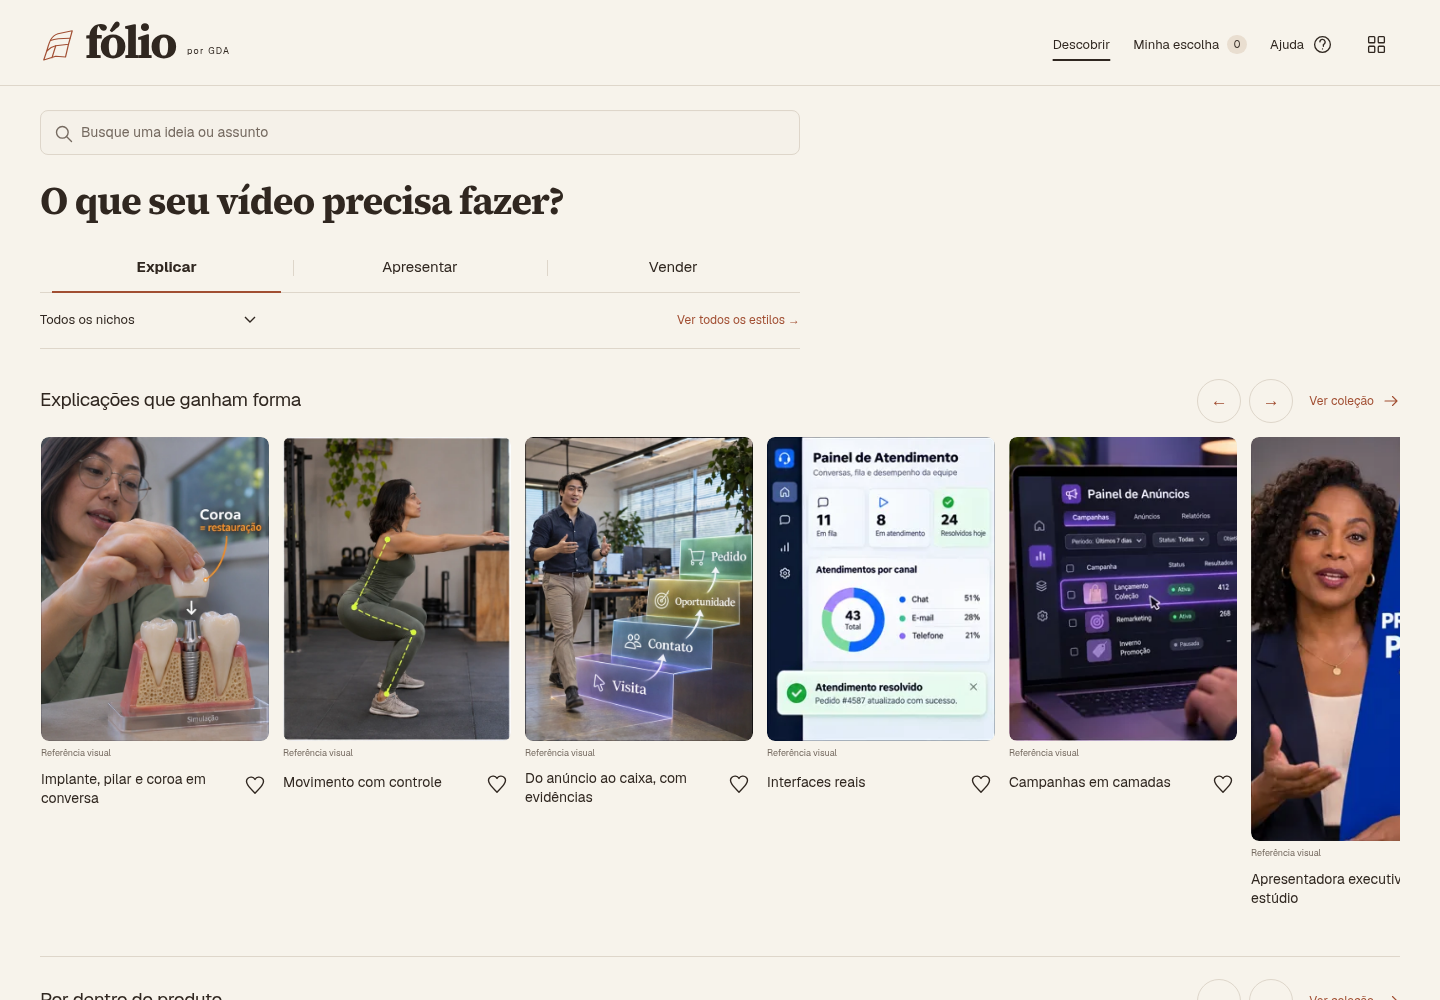 fólio
por GDA
Descobrir
Minha escolha 0
Ajuda
Busque uma ideia ou assunto
O que seu vídeo precisa fazer?
Explicar
Apresentar
Vender
Todos os nichos
Ver todos os estilos →
Explicações que ganham forma
← →
Ver coleção →
Coroa
= restauração
Simulação
Referência visual
Implante, pilar e coroa em
conversa
Referência visual
Movimento com controle
Pedido
Oportunidade
Contato
Visita
Referência visual
Do anúncio ao caixa, com
evidências
Painel de Atendimento
Conversas, fila e desempenho da equipe
11
Em fila
8
Em atendimento
24
Resolvidos hoje
Atendimentos por canal
43
Total
Chat 51%
E-mail 28%
Telefone 21%
Atendimento resolvido
Pedido #4587 atualizado com sucesso.
Referência visual
Interfaces reais
Painel de Anúncios
Campanhas
Anúncios
Relatórios
Período: Últimos 7 dias
Status: Todas
Campanha Status Resultados
Lançamento
Coleção
Ativa
412
Remarketing
Ativa
268
Inverno
Promoção
Pausada
–
Referência visual
Campanhas em camadas
P
Referência visual
Apresentadora executiv
estúdio
Por dentro do produto
Ver coleção